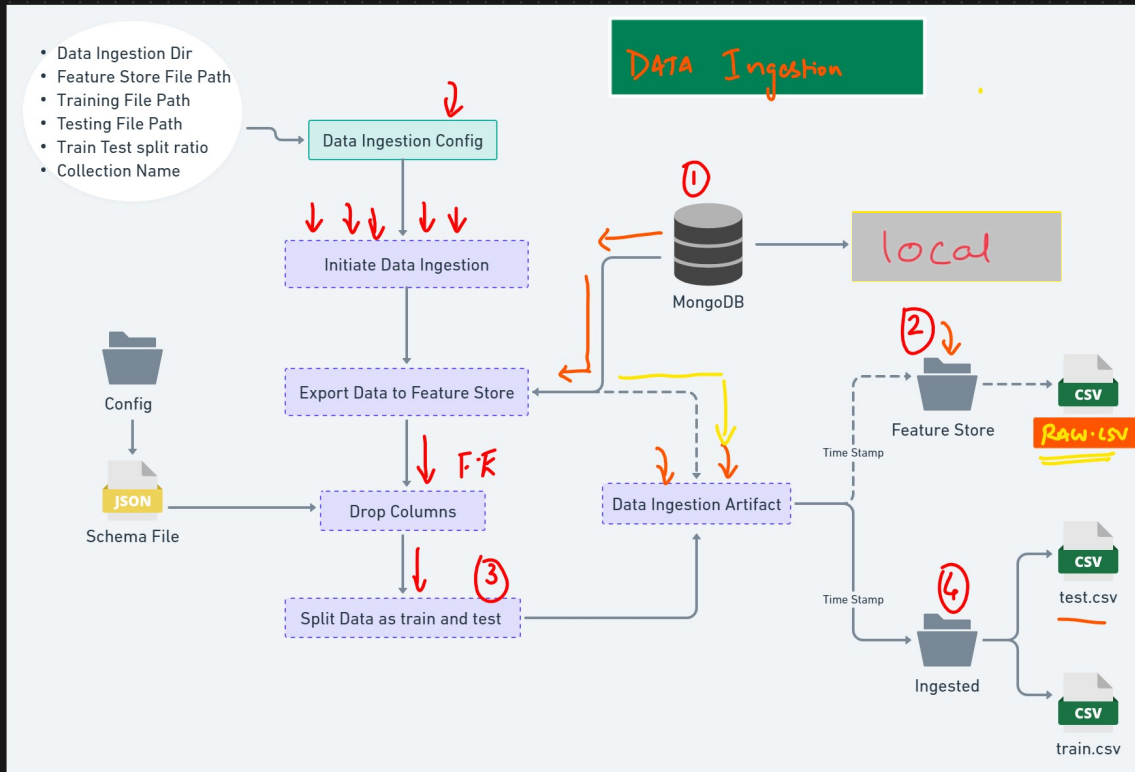 • Data Ingestion Dir
• Feature Store File Path
• Training File Path
• Testing File Path
• Train Test split ratio
• Collection Name
DATA Ingestion
Data Ingestion Config
1
Initiate Data Ingestion
MongoDB
local
2
Config
Export Data to Feature Store
Feature Store
CSV
RAW.CSV
Time Stamp
F.E
JSON
Schema File
Drop Columns
Data Ingestion Artifact
3
Split Data as train and test
Time Stamp
4
Ingested
CSV
test.csv
CSV
train.csv